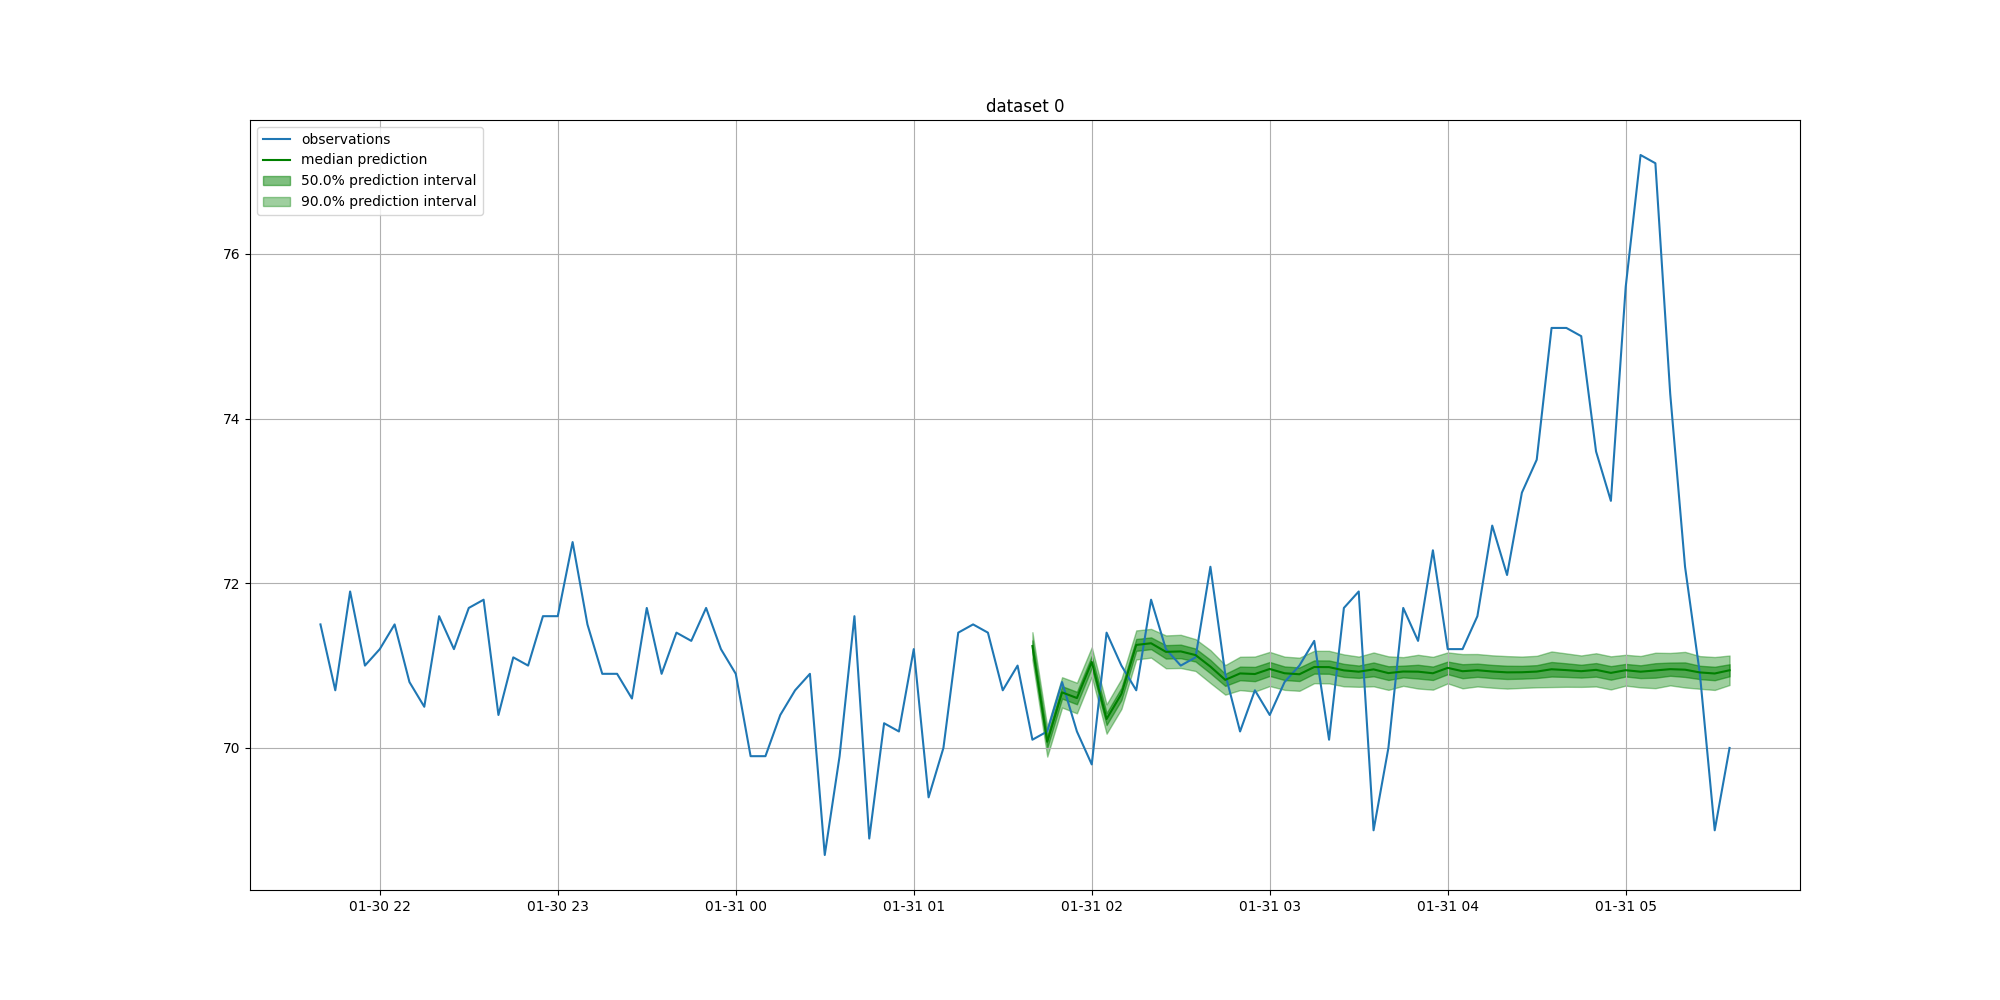 dataset 0
observations
median prediction
50.0% prediction interval
90.0% prediction interval
76
74
72
70
01-30 22
01-30 23
01-31 00
01-31 01
01-31 02
01-31 03
01-31 04
01-31 05